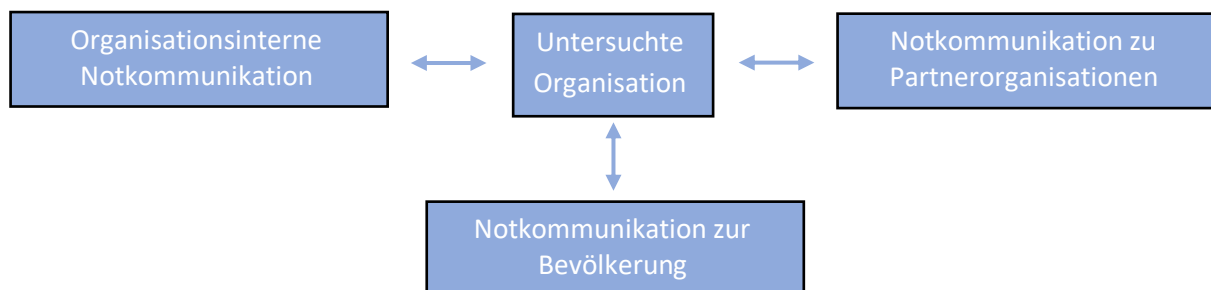 Organisationsinterne
Notkommunikation
Untersuchte
Organisation
Notkommunikation zu
Partnerorganisationen
Notkommunikation zur
Bevölkerung